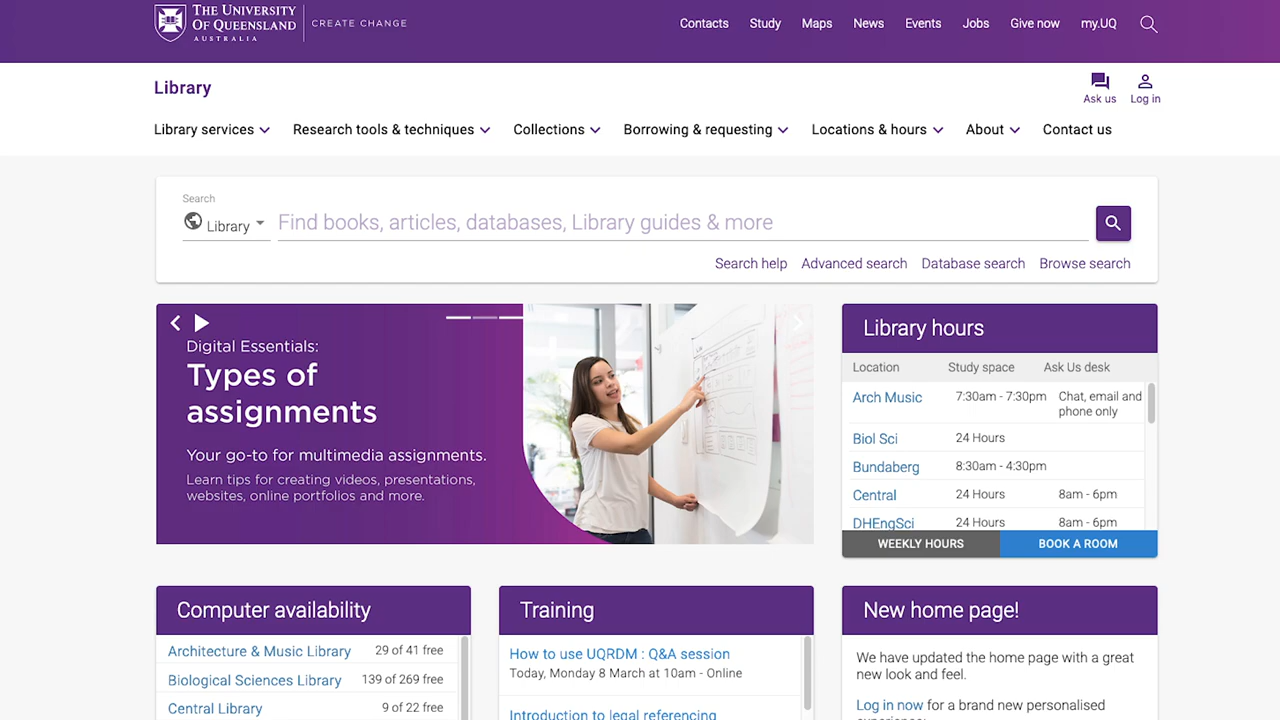 THE UNIVERSITY
OF QUEENSLAND
AUSTRALIA
CREATE CHANGE
Contacts Study Maps News Events Jobs Give now my.UQ
Library
Ask us Log in
Library services Research tools & techniques Collections Borrowing & requesting Locations & hours About Contact us
Search
Library Find books, articles, databases, Library guides & more
Search help Advanced search Database search Browse search
Digital Essentials:
Types of
assignments
Your go-to for multimedia assignments.
Learn tips for creating videos, presentations,
websites, online portfolios and more.
Library hours
Location Study space Ask Us desk
Arch Music 7:30am - 7:30pm Chat, email and
phone only
Biol Sci 24 Hours
Bundaberg 8:30am - 4:30pm
Central 24 Hours 8am - 6pm
DHEngSci 24 Hours 8am - 6pm
WEEKLY HOURS BOOK A ROOM
Computer availability
Architecture & Music Library 29 of 41 free
Biological Sciences Library 139 of 269 free
Central Library 9 of 22 free
Training
How to use UQRDM : Q&A session
Today, Monday 8 March at 10am - Online
Introduction to legal referencing
New home page!
We have updated the home page with a great
new look and feel.
Log in now for a brand new personalised